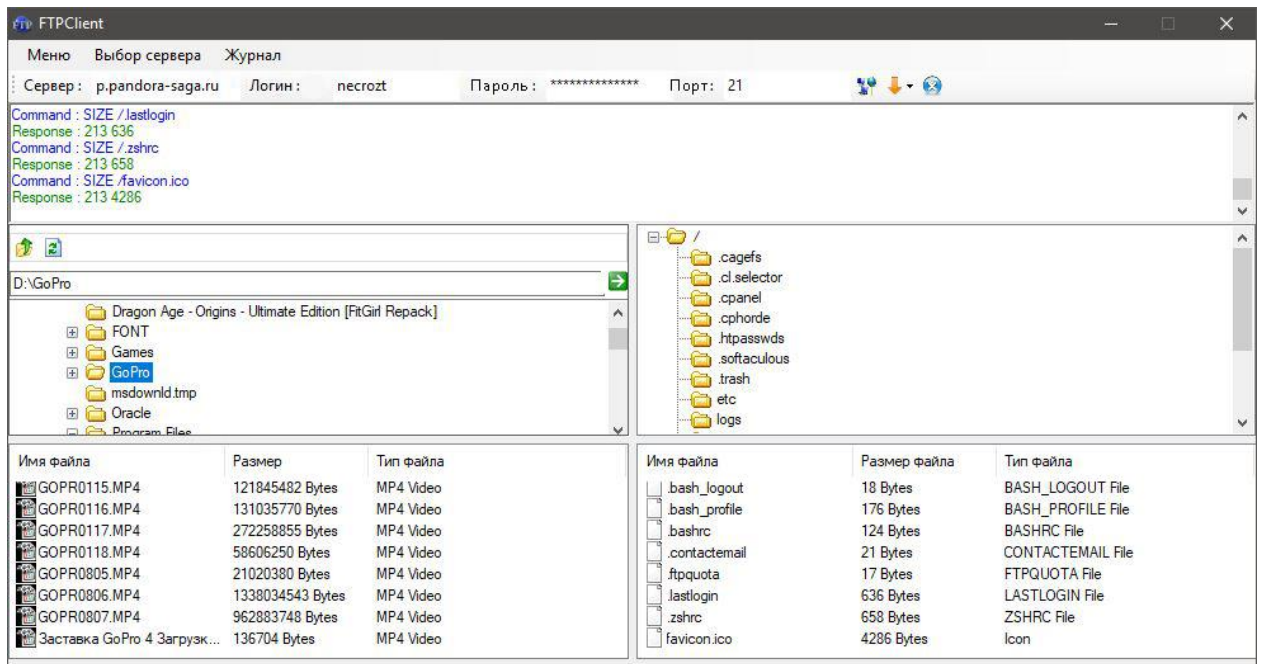 FTPClient
Меню Выбор сервера Журнал
Сервер: p.pandora-saga.ru Логин: necrozt Пароль: ************** Порт: 21
Command : SIZE /.lastlogin
Response : 213 636
Command : SIZE /.zshrc
Response : 213 658
Command : SIZE /favicon.ico
Response : 213 4286
D:\GoPro
Dragon Age - Origins - Ultimate Edition [FitGirl Repack]
FONT
Games
GoPro
msdownld.tmp
Oracle
Program Files
/
.cagefs
.cl.selector
.cpanel
.cphorde
.htpasswds
.softaculous
.trash
etc
logs
Имя файла Размер Тип файла
GOPR0115.MP4 121845482 Bytes MP4 Video
GOPR0116.MP4 131035770 Bytes MP4 Video
GOPR0117.MP4 272258855 Bytes MP4 Video
GOPR0118.MP4 58606250 Bytes MP4 Video
GOPR0805.MP4 21020380 Bytes MP4 Video
GOPR0806.MP4 1338034543 Bytes MP4 Video
GOPR0807.MP4 962883748 Bytes MP4 Video
Заставка GoPro 4 Загрузк... 136704 Bytes MP4 Video
Имя файла Размер файла Тип файла
.bash_logout 18 Bytes BASH_LOGOUT File
.bash_profile 176 Bytes BASH_PROFILE File
.bashrc 124 Bytes BASHRC File
.contactemail 21 Bytes CONTACTEMAIL File
.ftpquota 17 Bytes FTPQUOTA File
.lastlogin 636 Bytes LASTLOGIN File
.zshrc 658 Bytes ZSHRC File
favicon.ico 4286 Bytes Icon